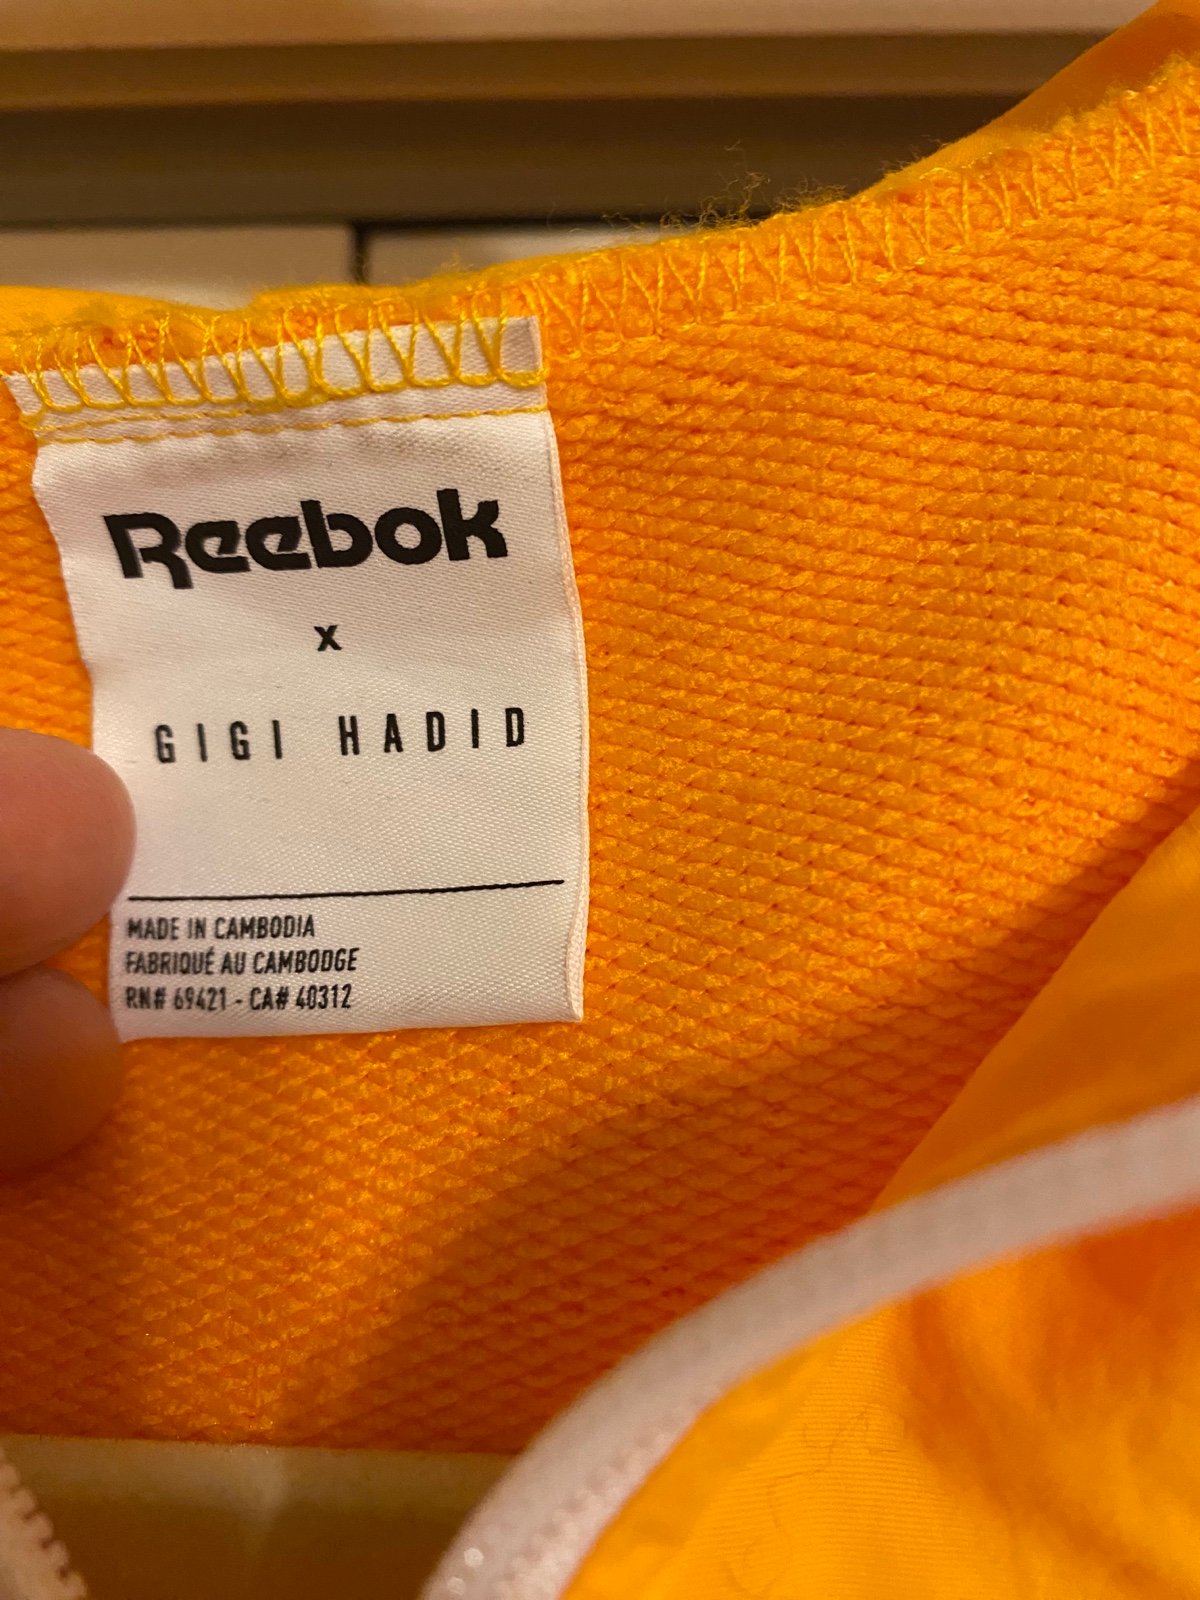 Reebok
x
GIGI HADID
MADE IN CAMBODIA
FABRIQUÉ AU CAMBODGE
RN# 69421 - CA# 40312